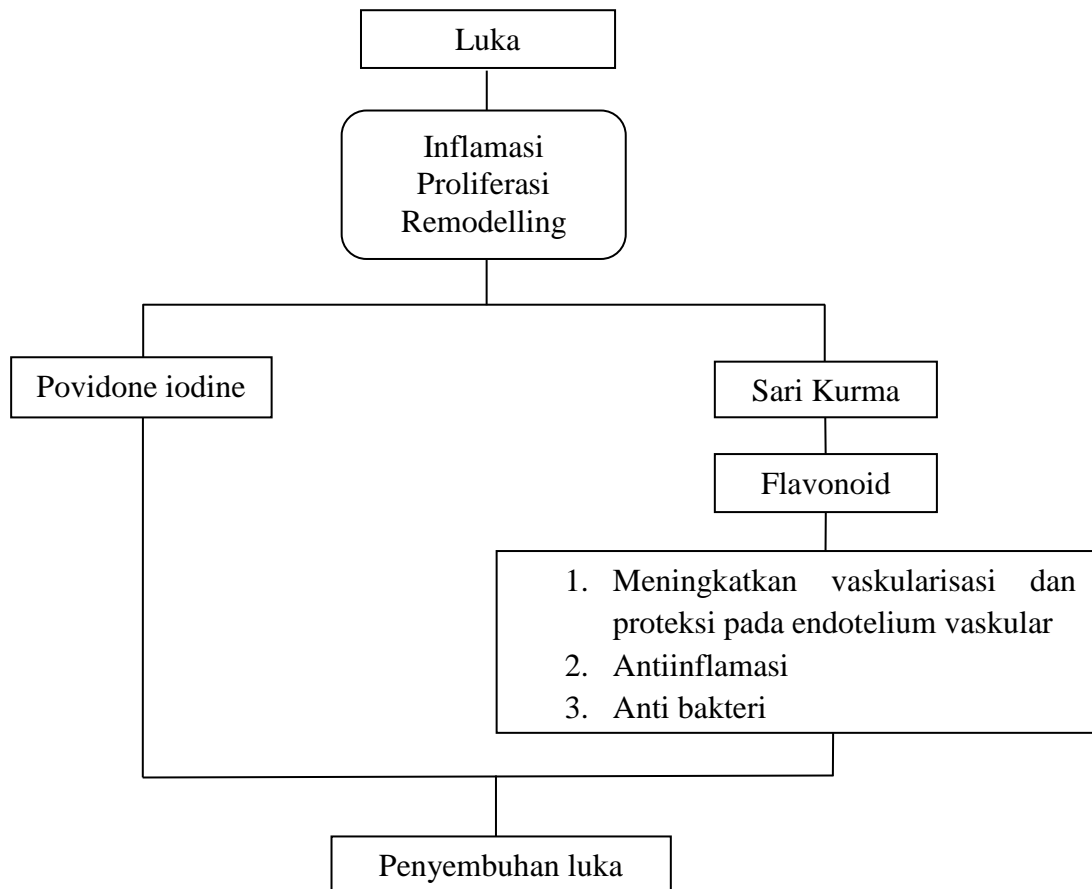 Luka
Inflamasi
Proliferasi
Remodelling
Povidone iodine
Sari Kurma
Flavonoid
1. Meningkatkan vaskularisasi dan
proteksi pada endotelium vaskular
2. Antiinflamasi
3. Anti bakteri
Penyembuhan luka